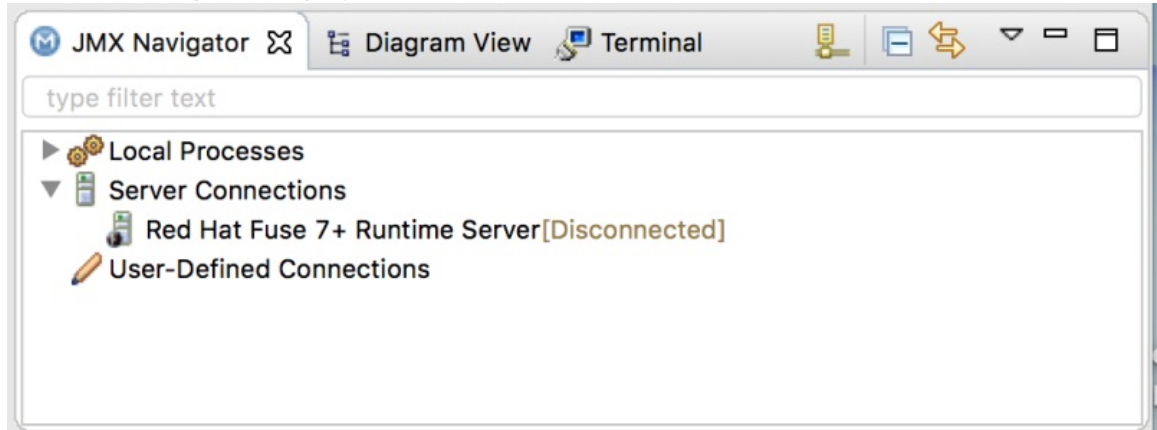 JMX Navigator Diagram View Terminal
type filter text
Local Processes
Server Connections
Red Hat Fuse 7+ Runtime Server[Disconnected]
User-Defined Connections